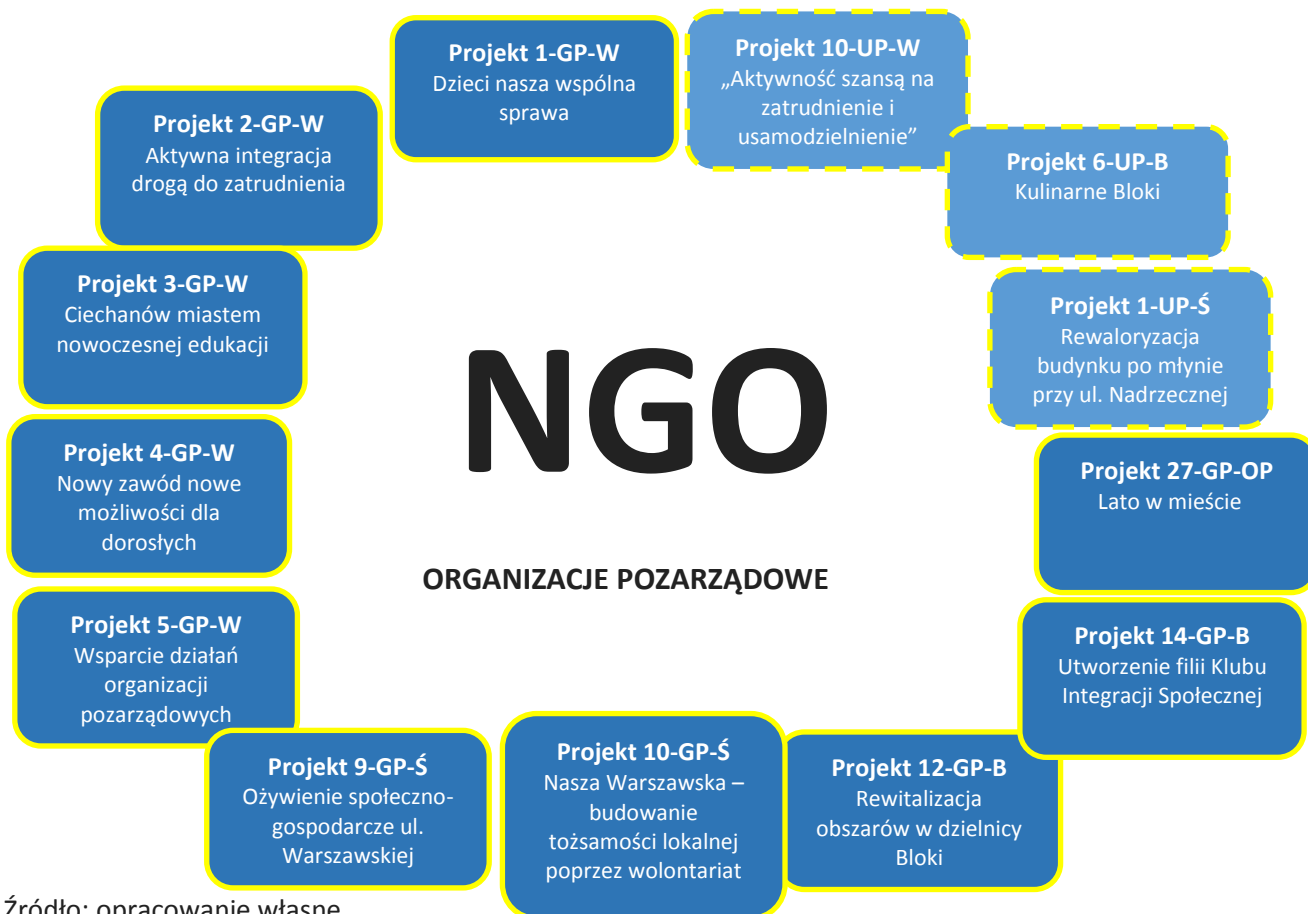 Projekt 1-GP-W
Dzieci nasza wspólna
sprawa
Projekt 10-UP-W
„Aktywność szansą na
zatrudnienie i
usamodzielnienie”
Projekt 2-GP-W
Aktywna integracja
drogą do zatrudnienia
Projekt 6-UP-B
Kulinarne Bloki
Projekt 3-GP-W
Ciechanów miastem
nowoczesnej edukacji
Projekt 1-UP-Ś
Rewaloryzacja
budynku po młynie
przy ul. Nadrzecznej
NGO
ORGANIZACJE POZARZĄDOWE
Projekt 4-GP-W
Nowy zawód nowe
możliwości dla
dorosłych
Projekt 27-GP-OP
Lato w mieście
Projekt 5-GP-W
Wsparcie działań
organizacji
pozarządowych
Projekt 14-GP-B
Utworzenie filii Klubu
Integracji Społecznej
Projekt 9-GP-Ś
Ożywienie społeczno-
gospodarcze ul.
Warszawskiej
Projekt 10-GP-Ś
Nasza Warszawska –
budowanie
tożsamości lokalnej
poprzez wolontariat
Projekt 12-GP-B
Rewitalizacja
obszarów w dzielnicy
Bloki
Źródło: opracowanie własne